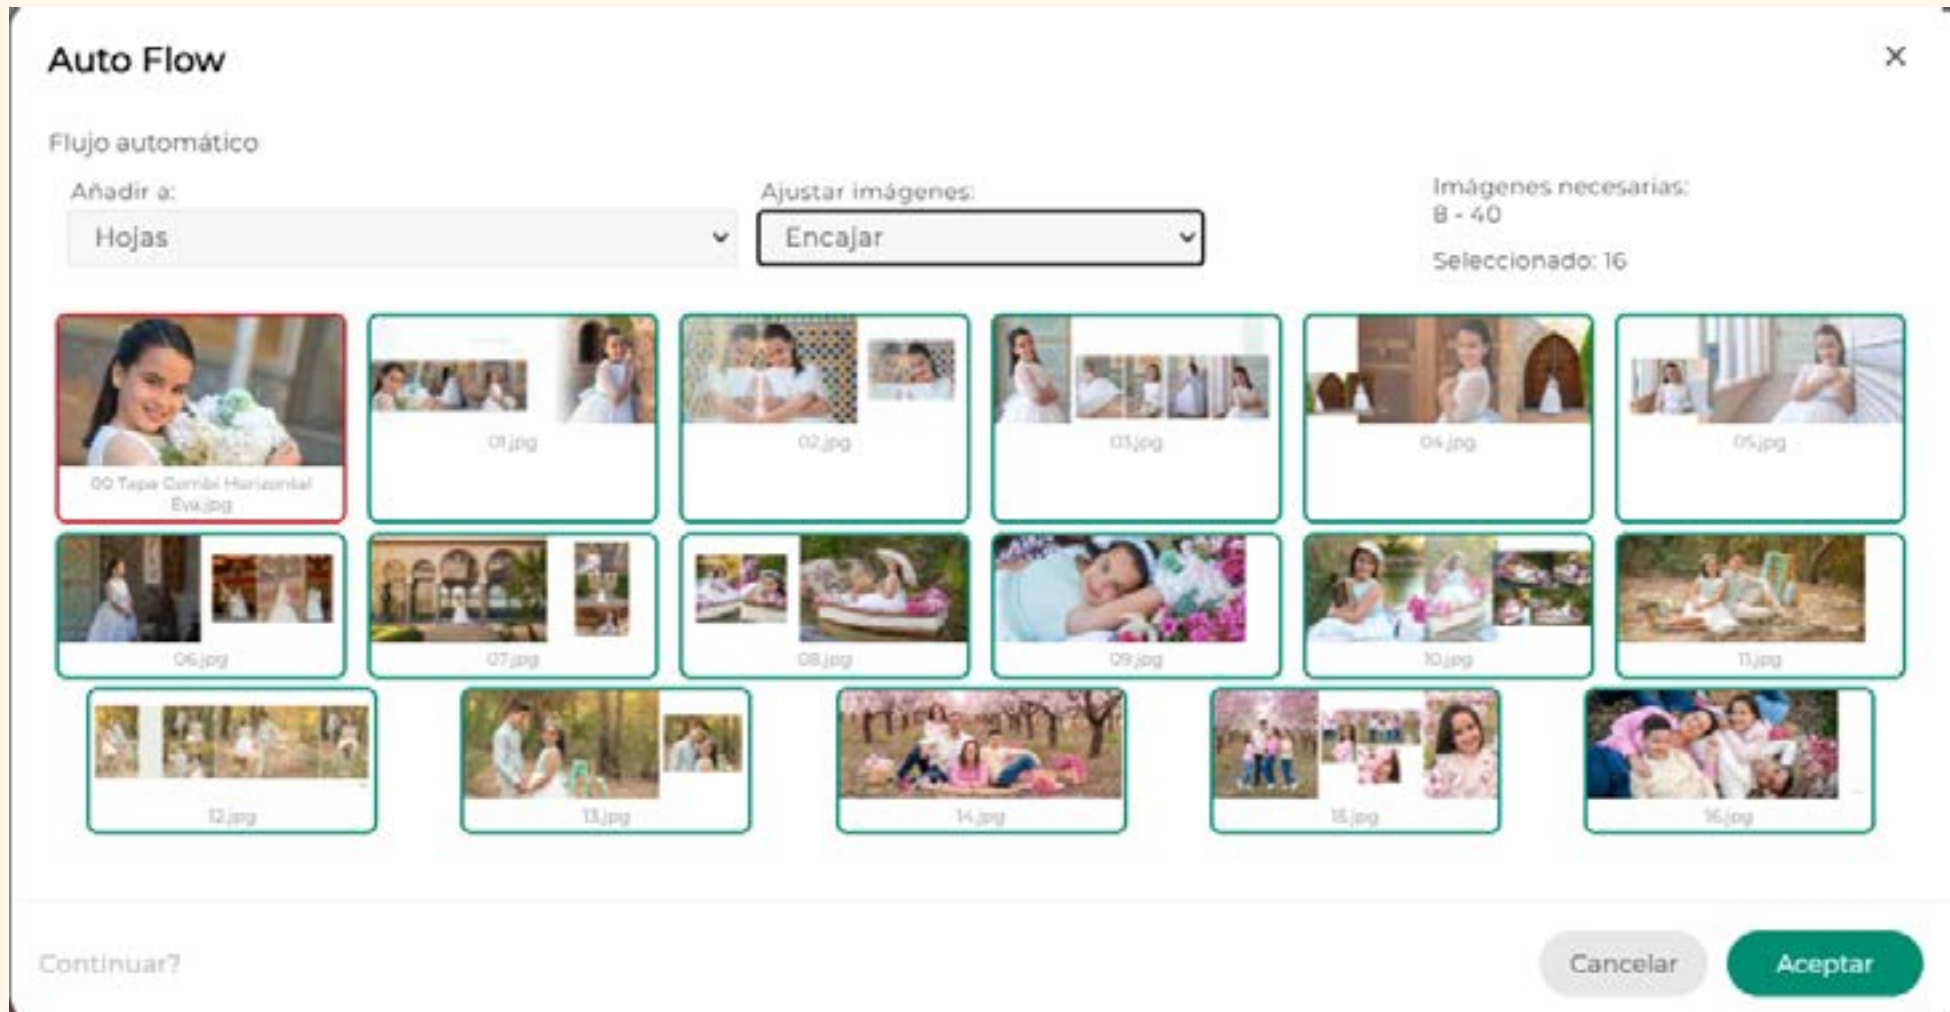 Auto Flow
×
Flujo automático
Añadir a:
Hojas
Ajustar imágenes:
Encajar
Imágenes necesarias:
8 - 40
Seleccionado: 16
00 Tapa Combi Horizontal
Eva.jpg
01.jpg
02.jpg
03.jpg
04.jpg
05.jpg
06.jpg
07.jpg
08.jpg
09.jpg
10.jpg
11.jpg
12.jpg
13.jpg
14.jpg
15.jpg
16.jpg
Continuar?
Cancelar
Aceptar